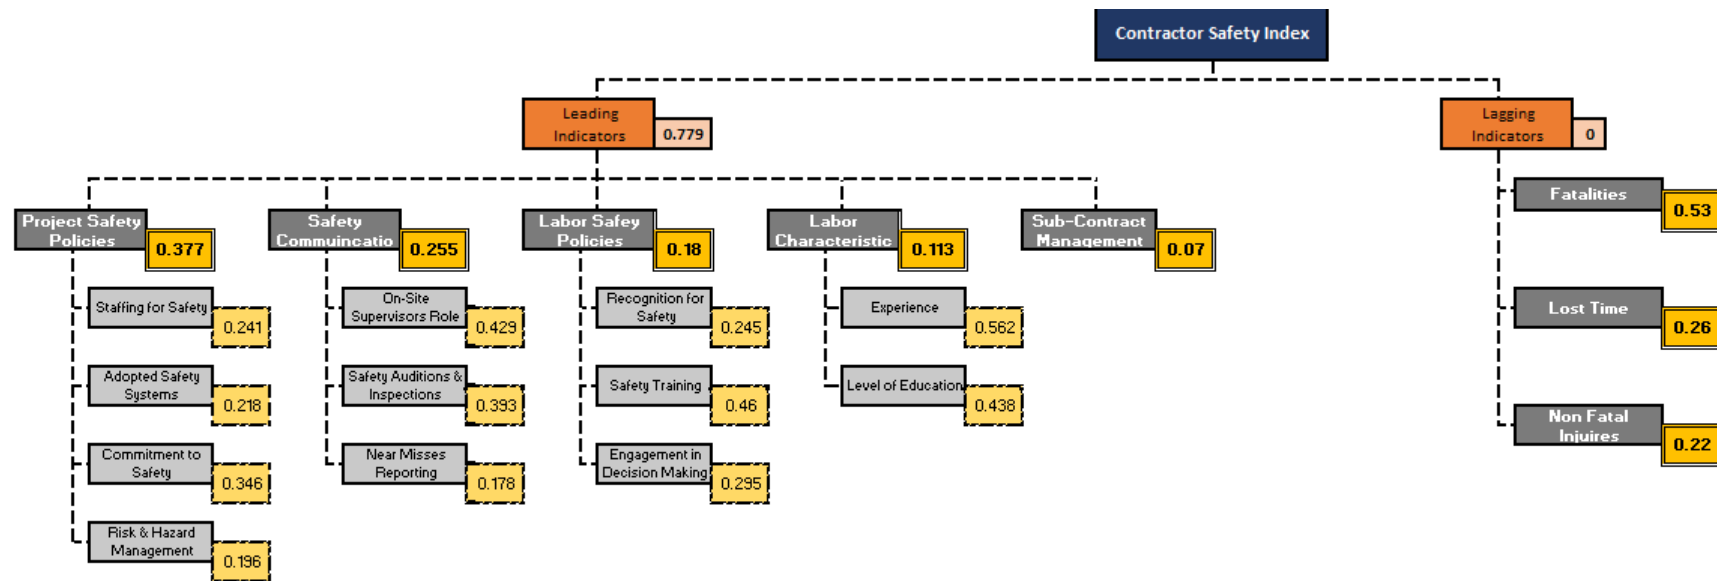 Contractor Safety Index
Leading
Indicators
0.779
Lagging
Indicators
0
Project Safety
Policies
0.377
Safety
Commuincatio
0.255
Labor Safey
Policies
0.18
Labor
Characteristic
0.113
Sub-Contract
Management
0.07
Fatalities
0.53
Staffing for Safety
0.241
On-Site
Supervisors Role
0.429
Recognition for
Safety
0.245
Experience
0.562
Lost Time
0.26
Adopted Safety
Systems
0.218
Safety Auditions &
Inspections
0.393
Safety Training
0.46
Level of Education
0.438
Non Fatal
Injuires
0.22
Commitment to
Safety
0.346
Near Misses
Reporting
0.178
Engagement in
Decision Making
0.295
Risk & Hazard
Management
0.196